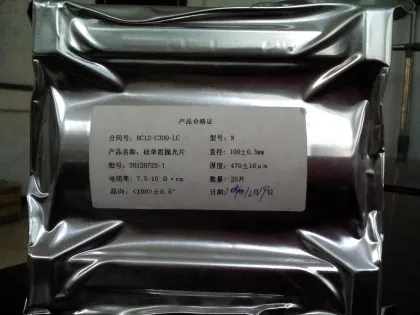 产品合格证
合同号：BC12-C300-LC 型号：N
产品名称：硅单面抛光片 直径：100±0.3mm
批号：20120725-1 厚度：470±10μm
电阻率：7.5-10 Ω·cm 数量：25片
晶向：<100>±0.5° 日期：